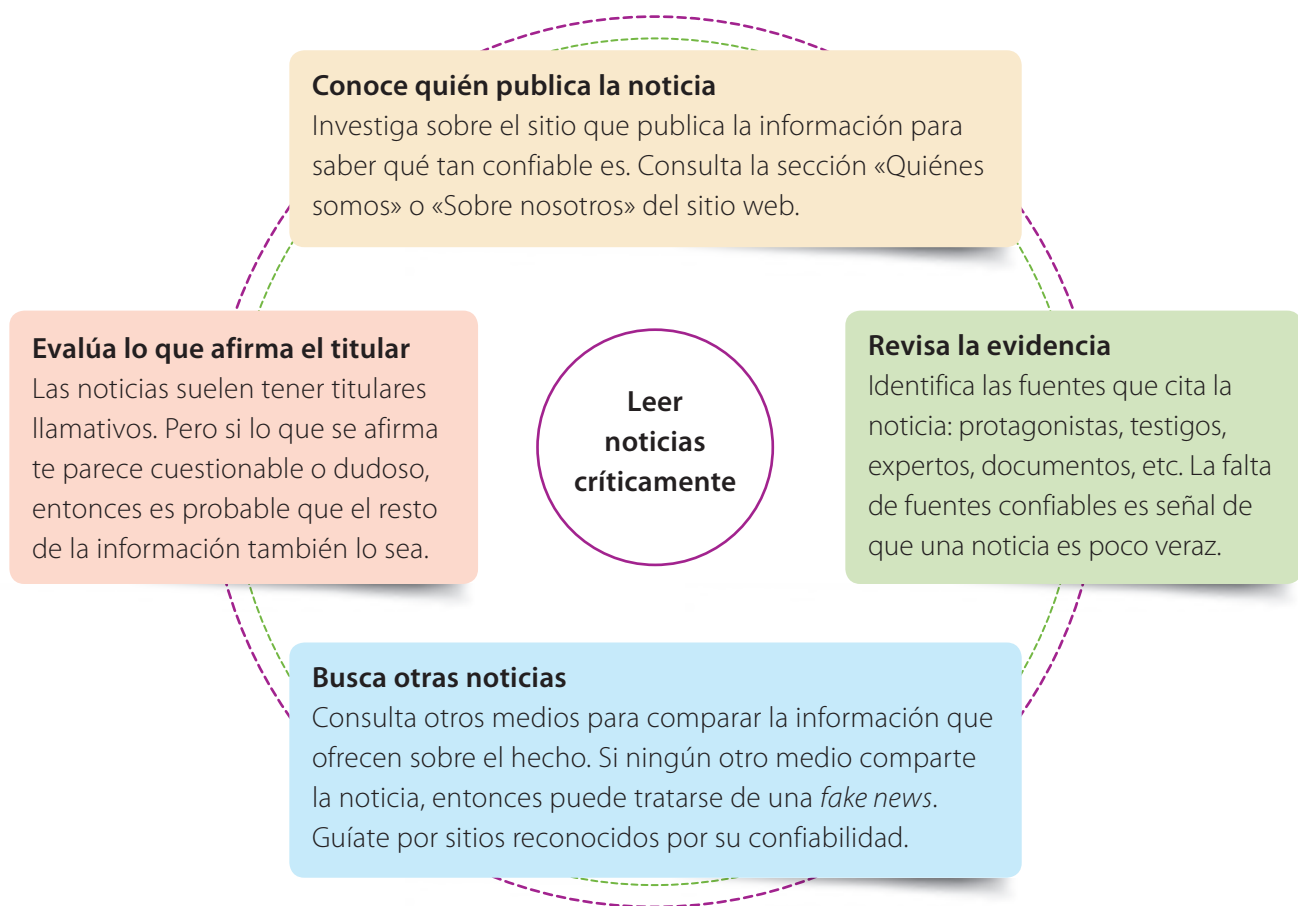 Conoce quién publica la noticia
Investiga sobre el sitio que publica la información para
saber qué tan confiable es. Consulta la sección «Quiénes
somos» o «Sobre nosotros» del sitio web.
Evalúa lo que afirma el titular
Las noticias suelen tener titulares
llamativos. Pero si lo que se afirma
te parece cuestionable o dudoso,
entonces es probable que el resto
de la información también lo sea.
Leer
noticias
críticamente
Revisa la evidencia
Identifica las fuentes que cita la
noticia: protagonistas, testigos,
expertos, documentos, etc. La falta
de fuentes confiables es señal de
que una noticia es poco veraz.
Busca otras noticias
Consulta otros medios para comparar la información que
ofrecen sobre el hecho. Si ningún otro medio comparte
la noticia, entonces puede tratarse de una fake news.
Guíate por sitios reconocidos por su confiabilidad.